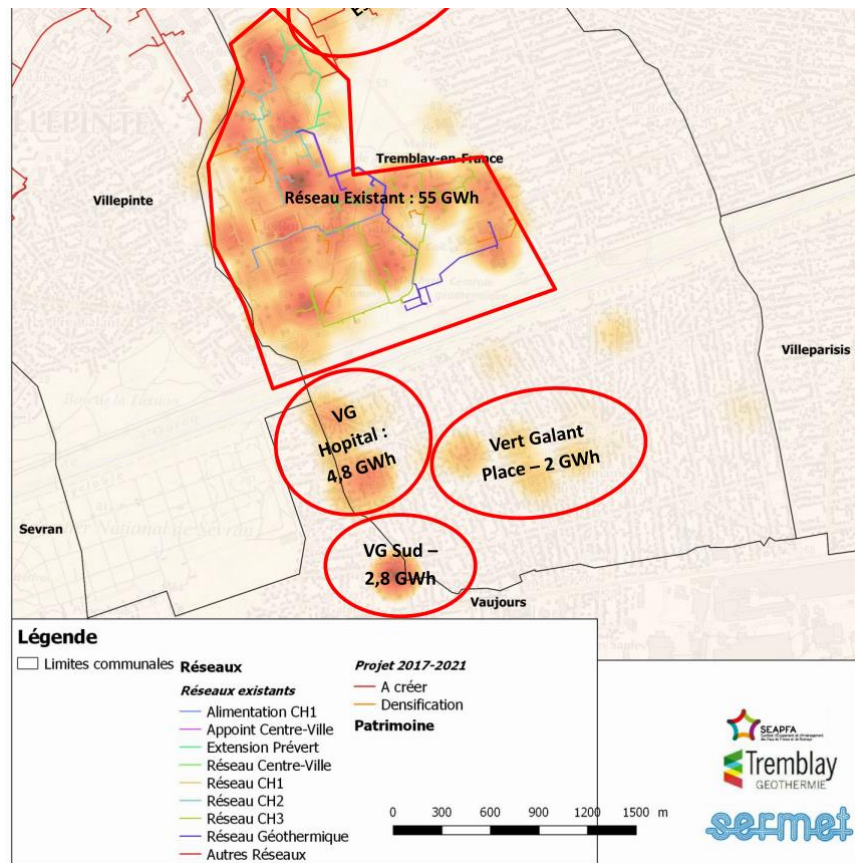 VILLEPINTE
Tremblay-en-France
Villepinte
Réseau Existant : 55 GWh
Villeparisis
VG
Hopital :
4,8 GWh
Vert Galant
Place – 2 GWh
Sevran
VG Sud –
2,8 GWh
Vaujours
Légende
Limites communales
Réseaux
Réseaux existants
Alimentation CH1
Appoint Centre-Ville
Extension Prévert
Réseau Centre-Ville
Réseau CH1
Réseau CH2
Réseau CH3
Réseau Géothermique
Autres Réseaux
Projet 2017-2021
A créer
Densification
Patrimoine
0 300 600 900 1200 1500 m
SEAPFA
Tremblay
GEOTHERMIE
sermet